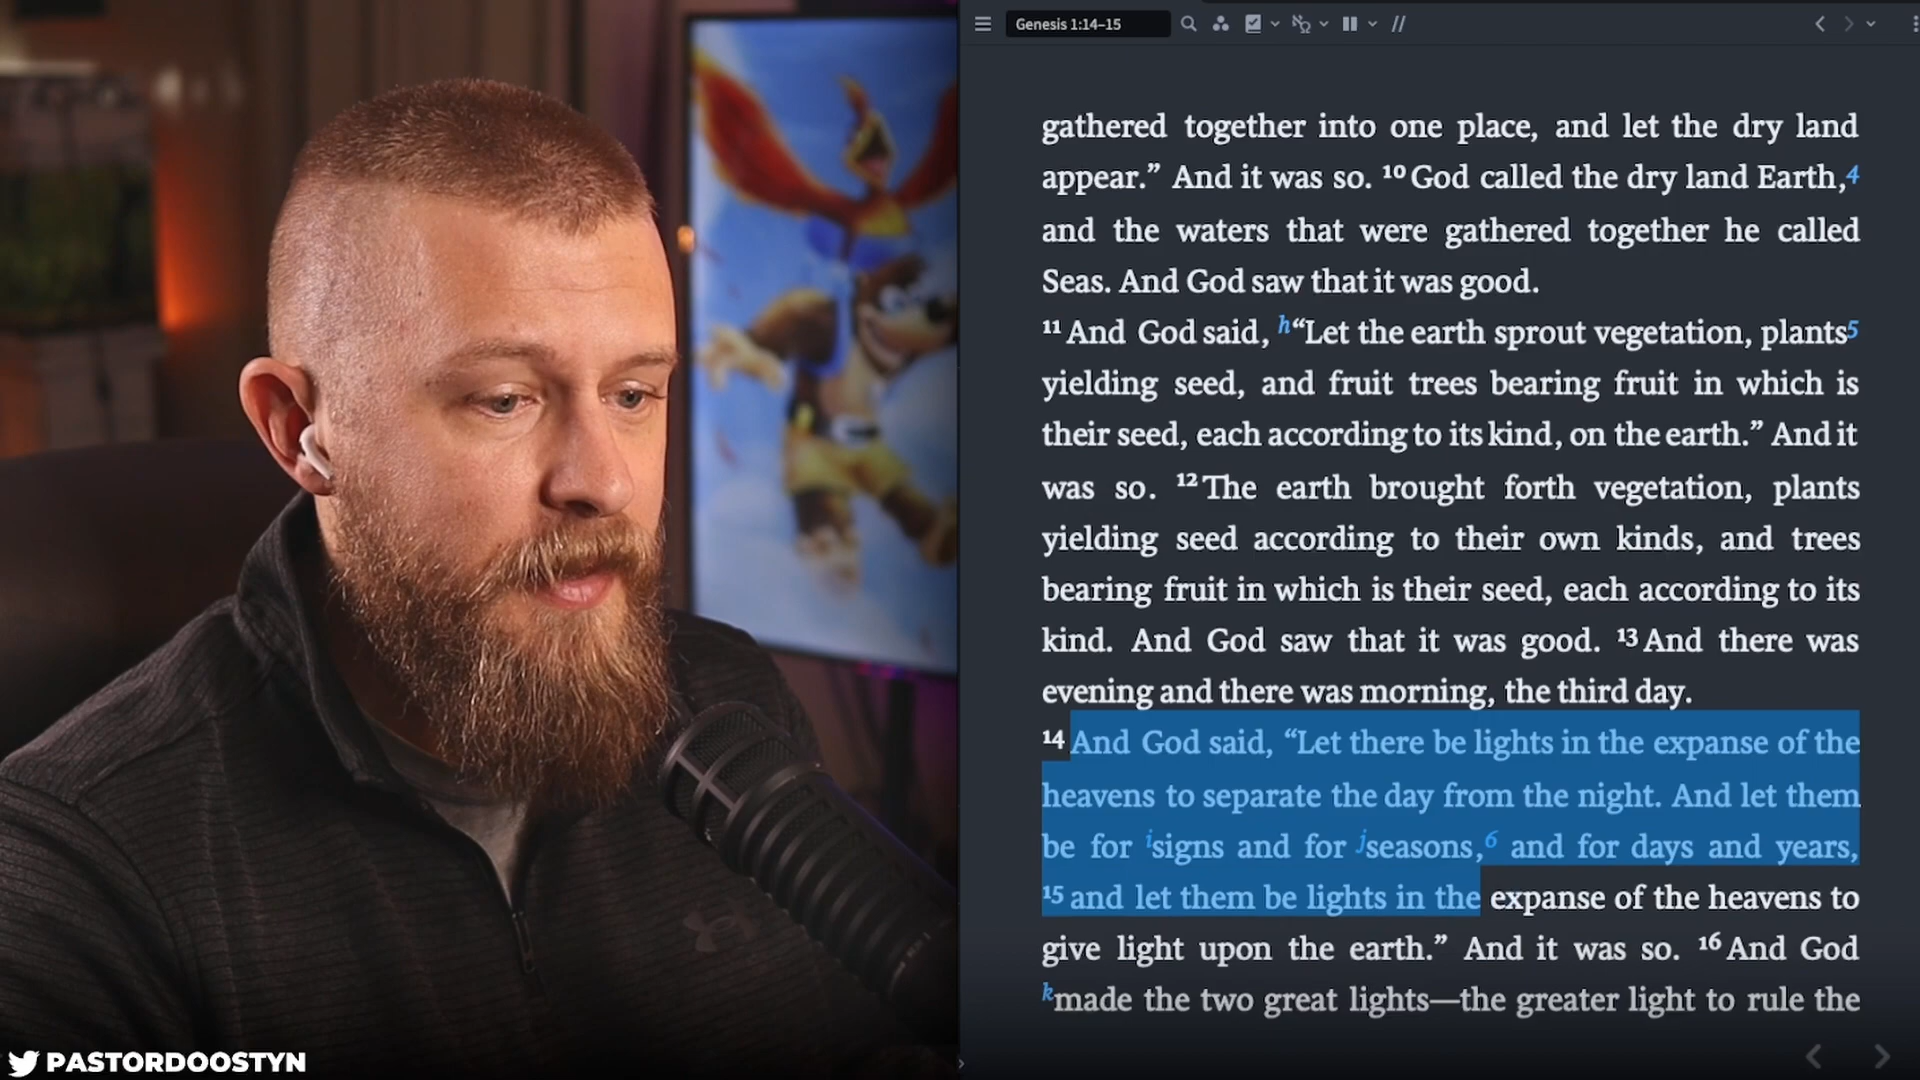 Genesis 1:14–15
gathered together into one place, and let the dry land
appear.” And it was so. 10 God called the dry land Earth,4
and the waters that were gathered together he called
Seas. And God saw that it was good.
11 And God said, h“Let the earth sprout vegetation, plants5
yielding seed, and fruit trees bearing fruit in which is
their seed, each according to its kind, on the earth.” And it
was so. 12 The earth brought forth vegetation, plants
yielding seed according to their own kinds, and trees
bearing fruit in which is their seed, each according to its
kind. And God saw that it was good. 13 And there was
evening and there was morning, the third day.
14 And God said, “Let there be lights in the expanse of the
heavens to separate the day from the night. And let them
be for isigns and for jseasons,6 and for days and years,
15 and let them be lights in the expanse of the heavens to
give light upon the earth.” And it was so. 16 And God
kmade the two great lights—the greater light to rule the
PASTORDOOSTYN